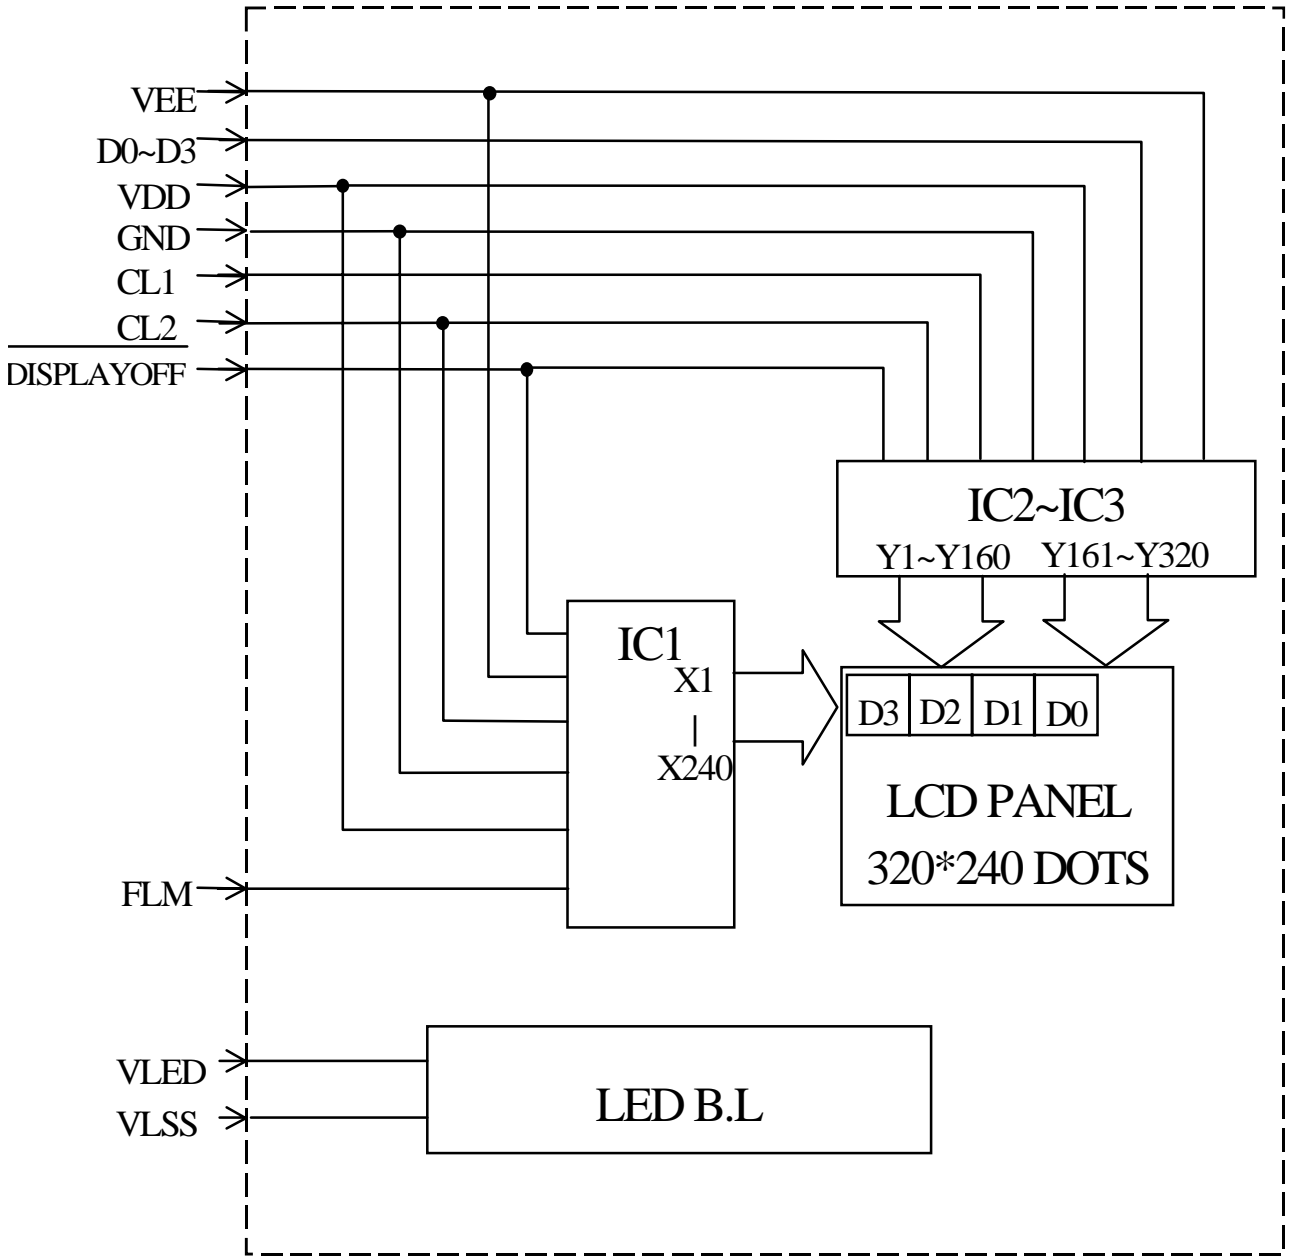 VEE
D0~D3
VDD
GND
CL1
CL2
DISPLAYOFF
IC2~IC3
Y1~Y160 Y161~Y320
IC1
X1
|
X240
D3 D2 D1 D0
LCD PANEL
320*240 DOTS
FLM
VLED
VLSS
LED B.L